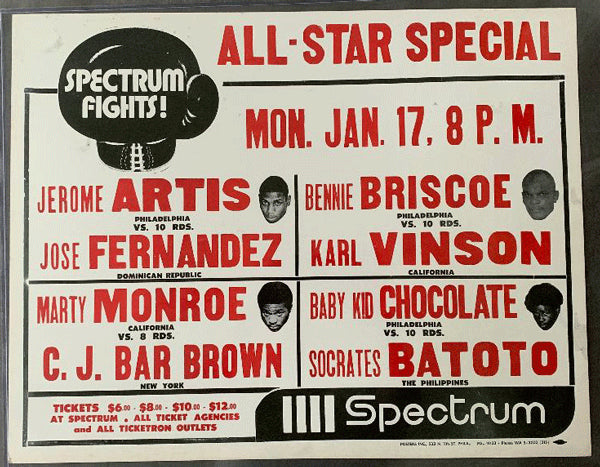 SPECTRUM
FIGHTS!
ALL-STAR SPECIAL
MON. JAN. 17, 8 P. M.
JEROME ARTIS
PHILADELPHIA
VS. 10 RDS.
JOSE FERNANDEZ
DOMINICAN REPUBLIC
BENNIE BRISCOE
PHILADELPHIA
VS. 10 RDS.
KARL VINSON
CALIFORNIA
MARTY MONROE
CALIFORNIA
VS. 8 RDS.
C. J. BAR BROWN
NEW YORK
BABY KID CHOCOLATE
PHILADELPHIA
VS. 10 RDS.
SOCRATES BATOTO
THE PHILIPPINES
TICKETS $6.00 - $8.00 - $10.00 - $12.00
AT SPECTRUM . ALL TICKET AGENCIES
and ALL TICKETRON OUTLETS
Spectrum